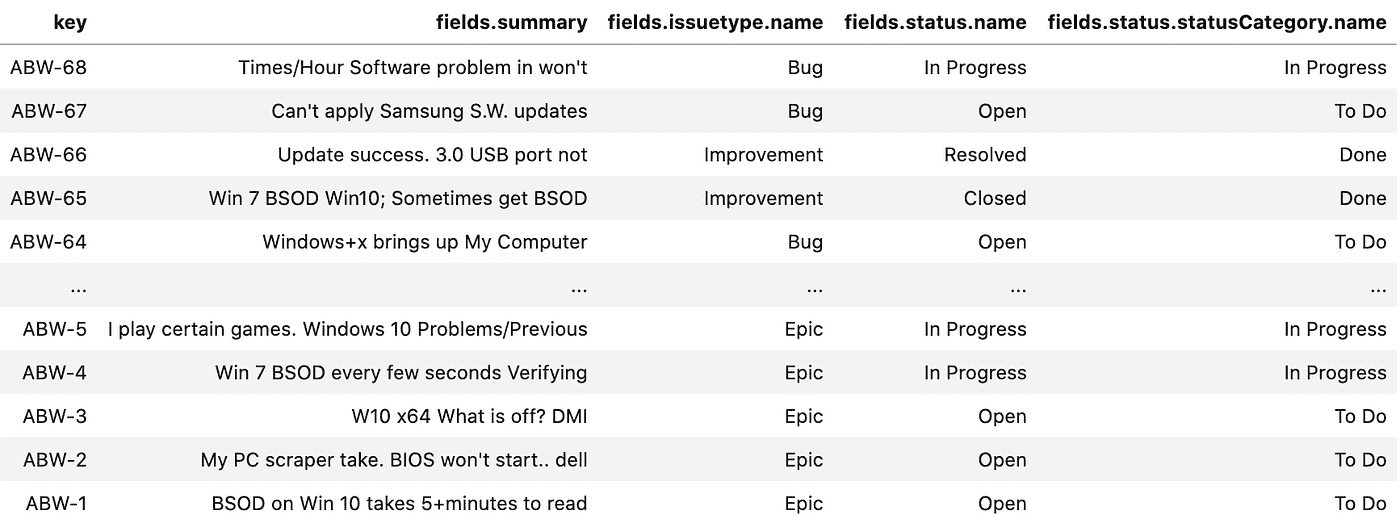 key fields.summary fields.issuetype.name fields.status.name fields.status.statusCategory.name
ABW-68 Times/Hour Software problem in won't Bug In Progress In Progress
ABW-67 Can't apply Samsung S.W. updates Bug Open To Do
ABW-66 Update success. 3.0 USB port not Improvement Resolved Done
ABW-65 Win 7 BSOD Win10; Sometimes get BSOD Improvement Closed Done
ABW-64 Windows+x brings up My Computer Bug Open To Do
... ... ... ... ...
ABW-5 I play certain games. Windows 10 Problems/Previous Epic In Progress In Progress
ABW-4 Win 7 BSOD every few seconds Verifying Epic In Progress In Progress
ABW-3 W10 x64 What is off? DMI Epic Open To Do
ABW-2 My PC scraper take. BIOS won't start.. dell Epic Open To Do
ABW-1 BSOD on Win 10 takes 5+minutes to read Epic Open To Do